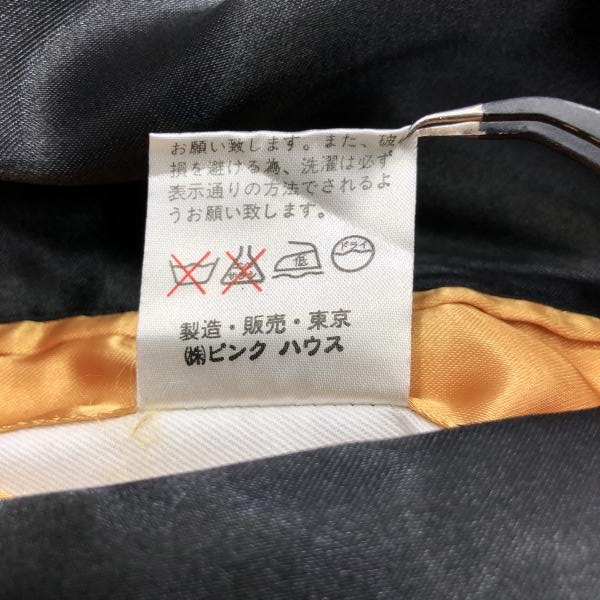 お願い致します。また、破
損を避ける為、洗濯は必ず
表示通りの方法でされるよ
うお願い致します。
低
ドライ
製造・販売・東京
㈱ピンク ハウス